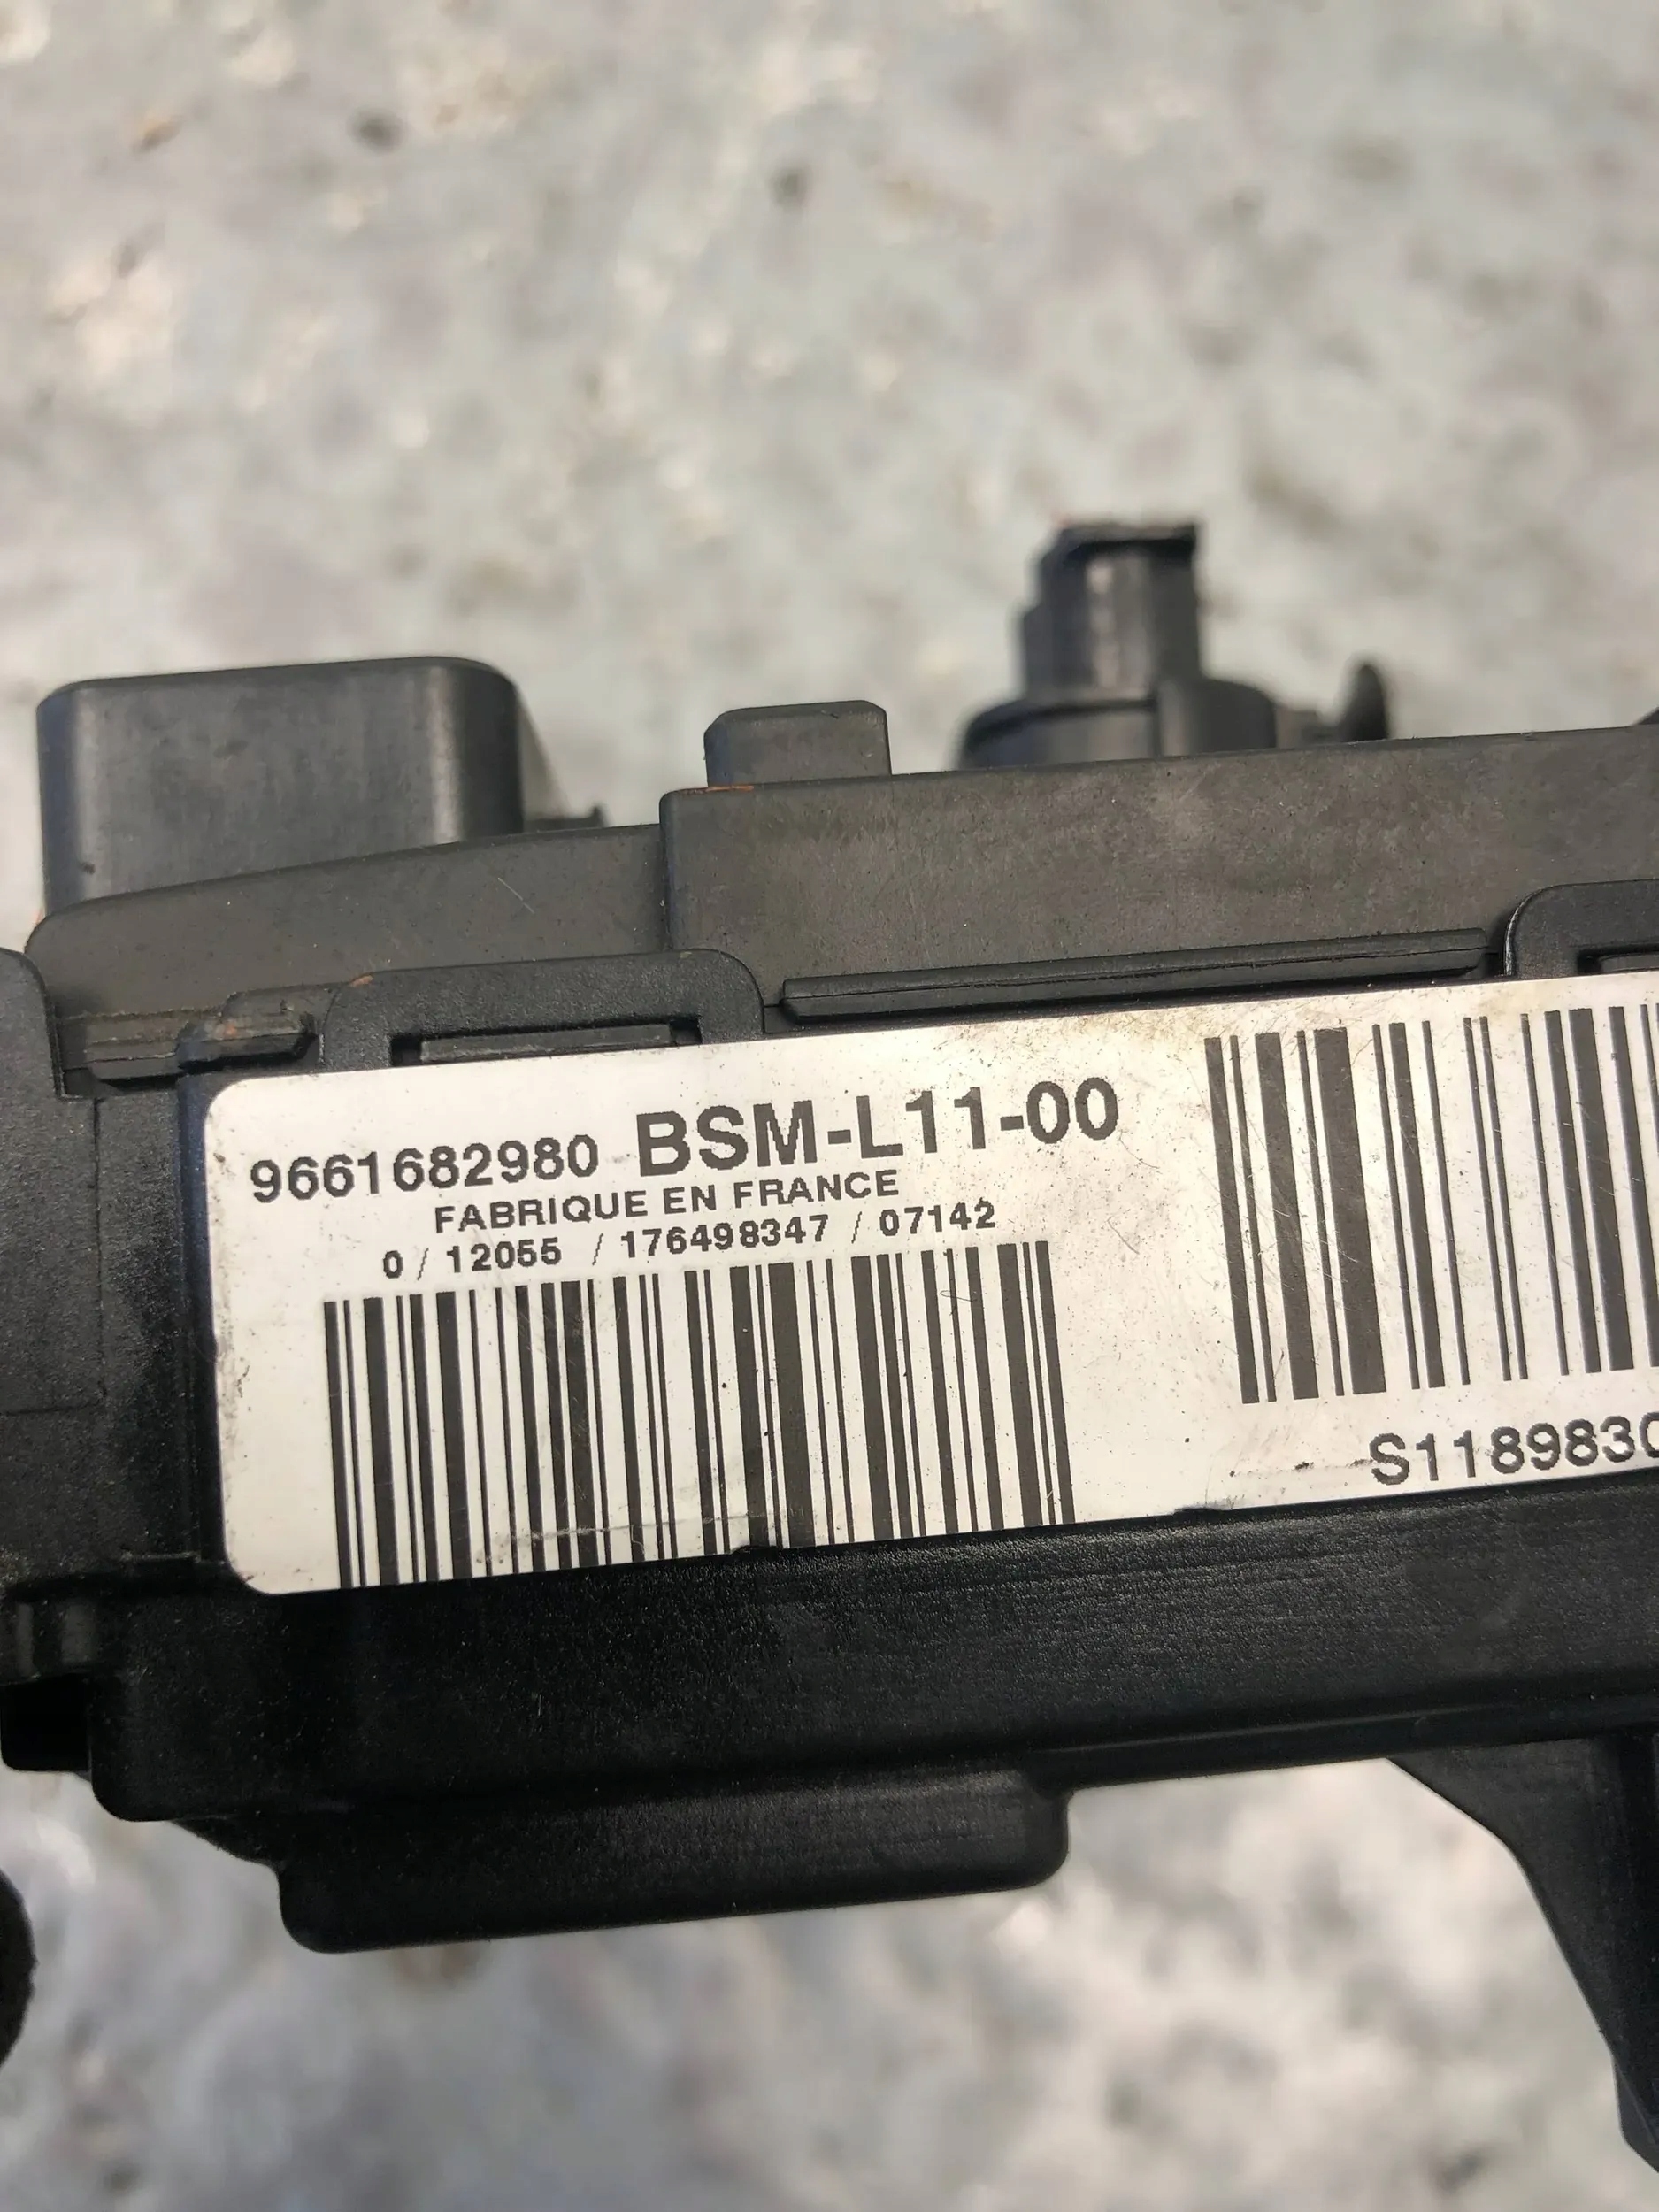 9661682980 BSM-L11-00
FABRIQUE EN FRANCE
0 / 12055 / 176498347 / 07142
S118983